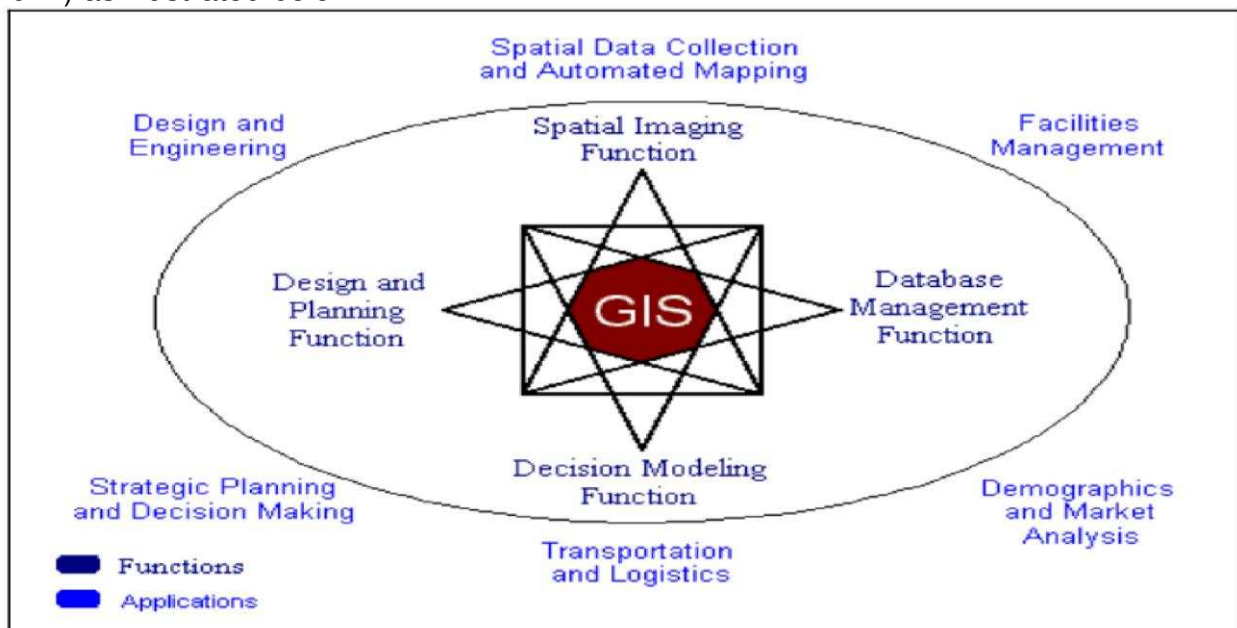 Spatial Data Collection
and Automated Mapping
Design and
Engineering
Spatial Imaging
Function
Facilities
Management
Design and
Planning
Function
GIS
Database
Management
Function
Decision Modeling
Function
Strategic Planning
and Decision Making
Transportation
and Logistics
Demographics
and Market
Analysis
Functions
Applications